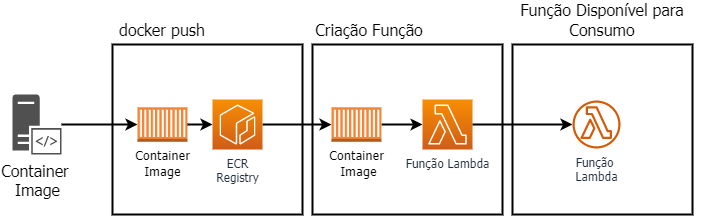 docker push
Criação Função
Função Disponível para
Consumo
</>
Container
Image
Container
Image
ECR
Registry
Container
Image
Função Lambda
Função
Lambda